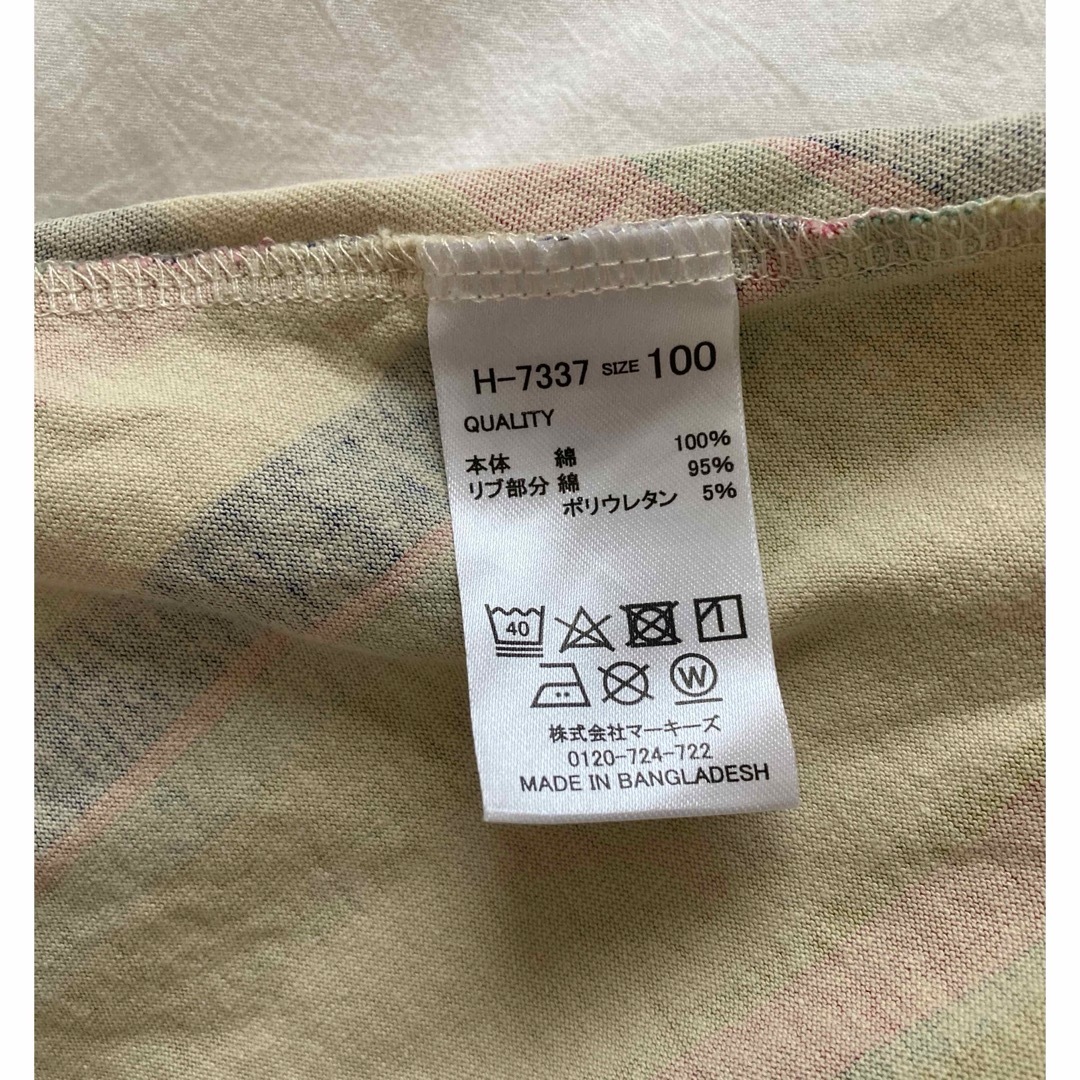 H-7337 SIZE 100
QUALITY
本体 綿 100%
リブ部分 綿 95%
ポリウレタン 5%
40
W
株式会社マーキーズ
0120-724-722
MADE IN BANGLADESH